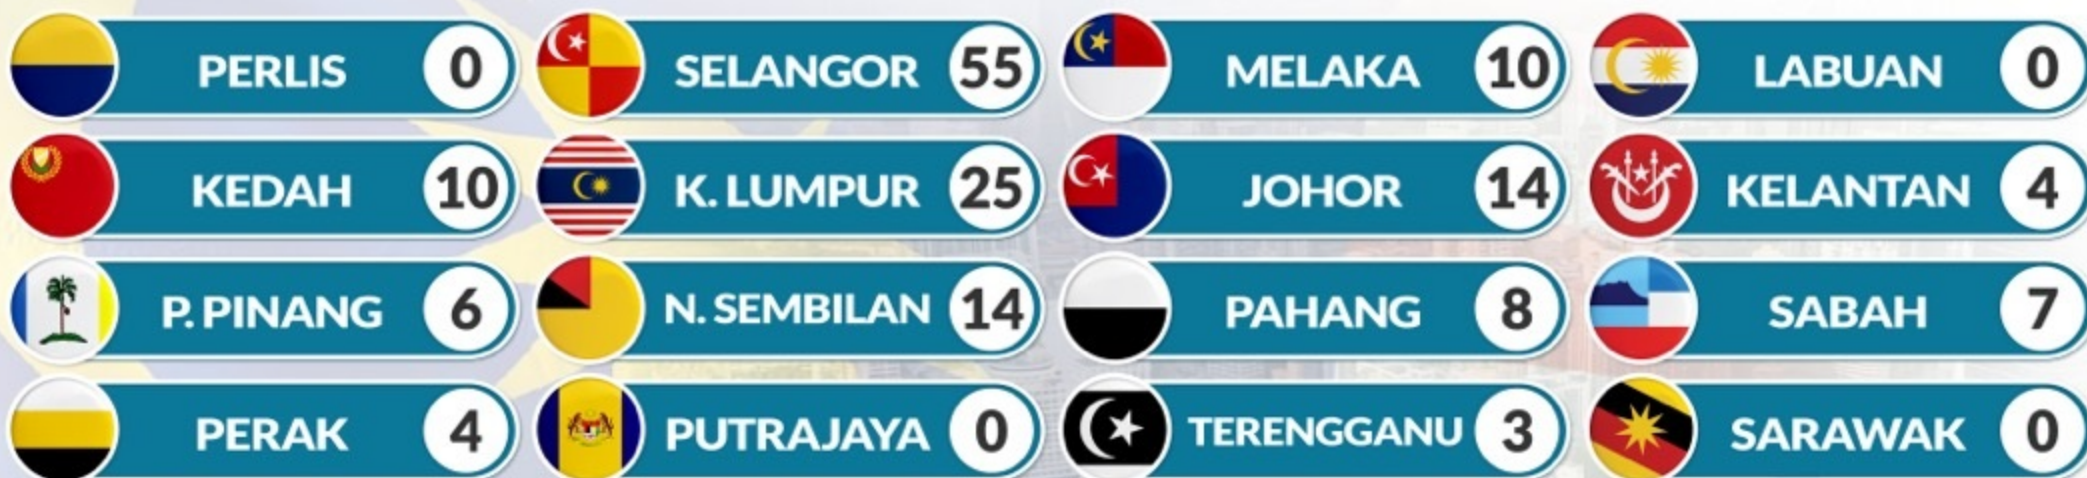 PERLIS 0
SELANGOR 55
MELAKA 10
LABUAN 0
KEDAH 10
K. LUMPUR 25
JOHOR 14
KELANTAN 4
P. PINANG 6
N. SEMBILAN 14
PAHANG 8
SABAH 7
PERAK 4
PUTRAJAYA 0
TERENGGANU 3
SARAWAK 0